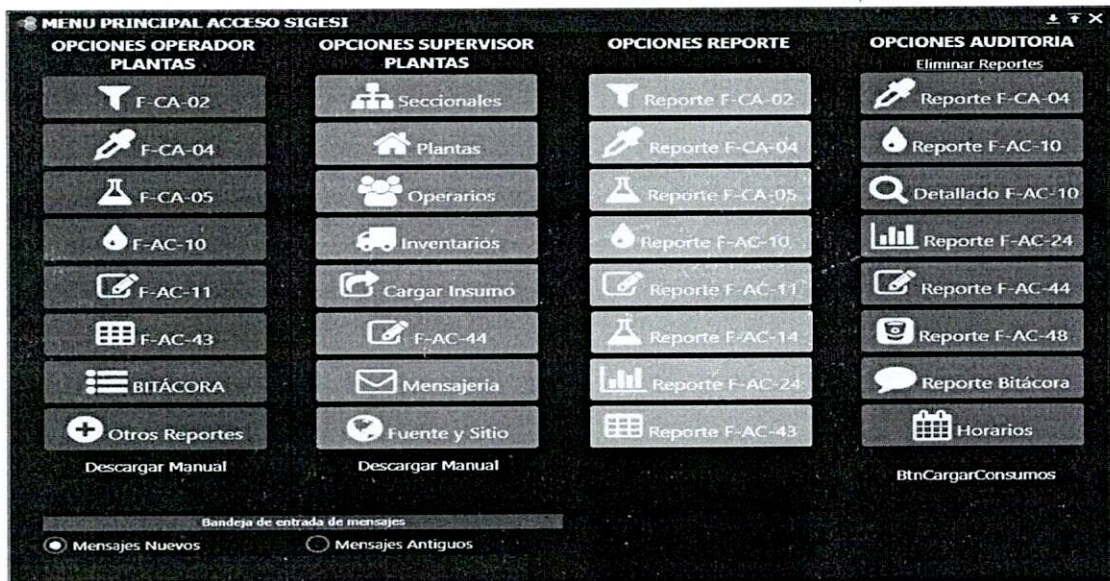 MENU PRINCIPAL ACCESO SIGESI
OPCIONES OPERADOR
PLANTAS
F-CA-02
F-CA-04
F-CA-05
F-AC-10
F-AC-11
F-AC-43
BITÁCORA
Otros Reportes
Descargar Manual
OPCIONES SUPERVISOR
PLANTAS
Seccionales
Plantas
Operarios
Inventarios
Cargar Insumo
F-AC-44
Mensajeria
Fuente y Sitio
Descargar Manual
OPCIONES REPORTE
Reporte F-CA-02
Reporte F-CA-04
Reporte F-CA-05
Reporte F-AC-10
Reporte F-AC-11
Reporte F-AC-14
Reporte F-AC-24
Reporte F-AC-43
OPCIONES AUDITORIA
Eliminar Reportes
Reporte F-CA-04
Reporte F-AC-10
Detallado F-AC-10
Reporte F-AC-24
Reporte F-AC-44
Reporte F-AC-48
Reporte Bitácora
Horarios
BtnCargarConsumos
Bandeja de entrada de mensajes
Mensajes Nuevos
Mensajes Antiguos